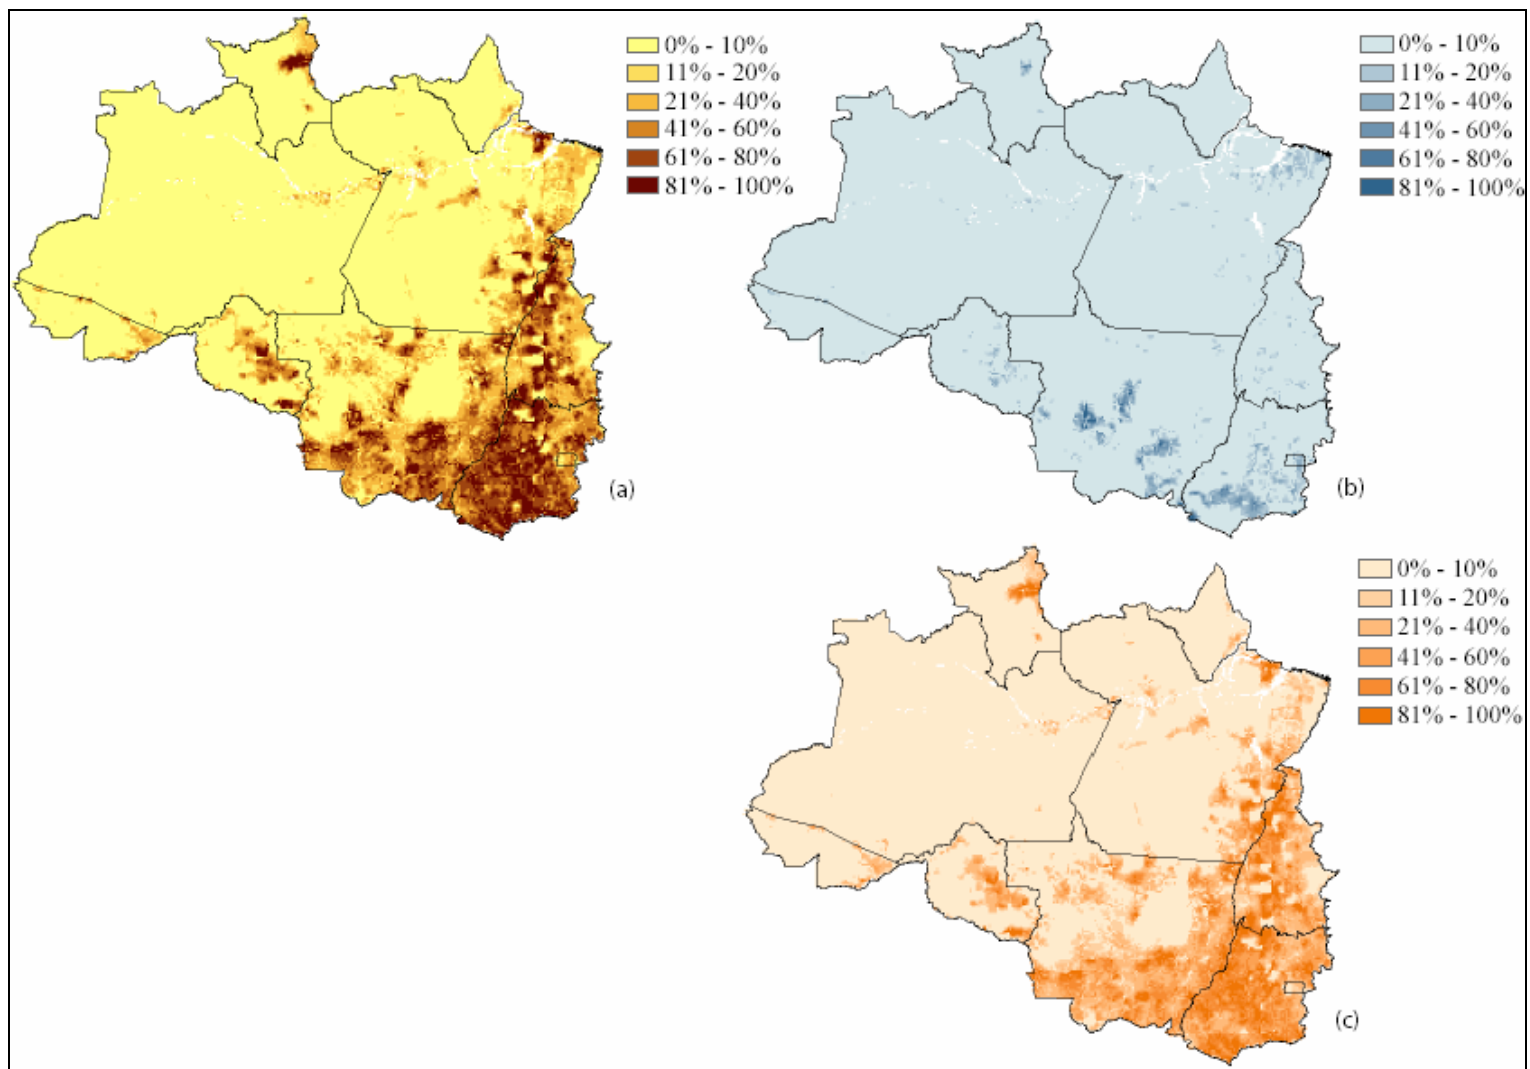 0% - 10%
11% - 20%
21% - 40%
41% - 60%
61% - 80%
81% - 100%
(a)
0% - 10%
11% - 20%
21% - 40%
41% - 60%
61% - 80%
81% - 100%
(b)
0% - 10%
11% - 20%
21% - 40%
41% - 60%
61% - 80%
81% - 100%
(c)